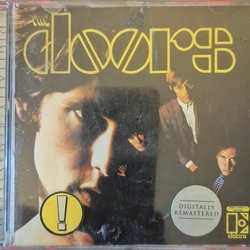 THE
doors
!
DIGITALLY
REMASTERED
elektra